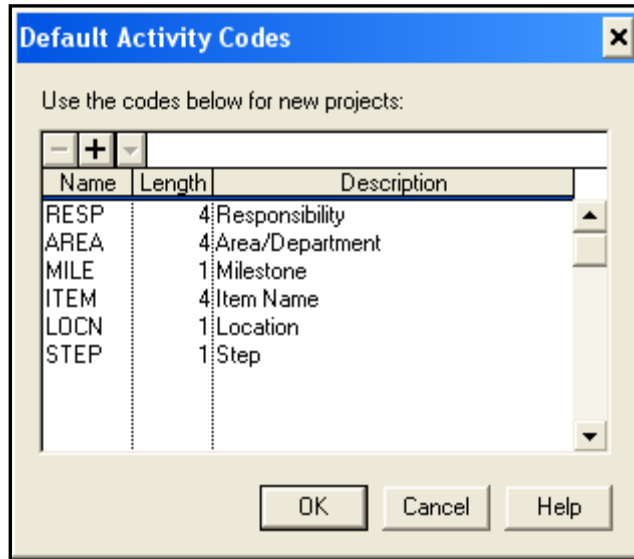 Default Activity Codes
Use the codes below for new projects:
Name Length Description
RESP 4 Responsibility
AREA 4 Area/Department
MILE 1 Milestone
ITEM 4 Item Name
LOCN 1 Location
STEP 1 Step
OK Cancel Help